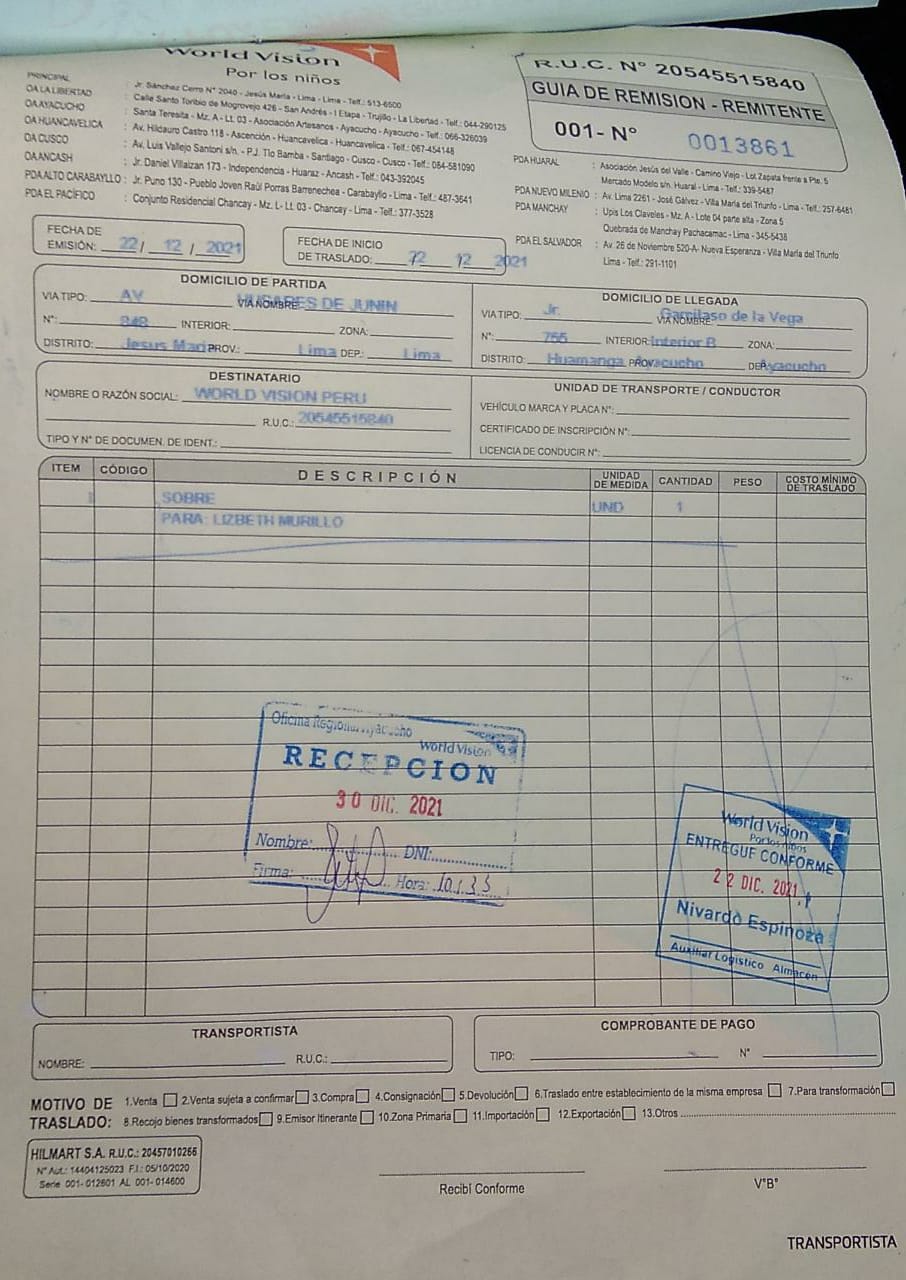 World Vision
Por los niños
PRINCIPAL : Jr. Sánchez Cerro N° 2040 - Jesus María - Lima - Lima - Telf.: 513-6500
OA LA LIBERTAD : Calle Santo Toribio de Mogrovejo 426 - San Andrés - I Etapa - Trujillo - La Libertad - Telf.: 044-290125
OA AYACUCHO : Santa Teresita - Mz. A - Lt. 03 - Asociación Artesanos - Ayacucho - Ayacucho - Telf.: 066-326039
OA HUANCAVELICA : Av. Hildauro Castro 118 - Ascención - Huancavelica - Huancavelica - Telf.: 067-454148
OA CUSCO : Av. Luis Vallejo Santoni s/n. - P.J. Tío Bamba - Santiago - Cusco - Cusco - Telf.: 084-581090
OA ANCASH : Jr. Daniel Villaizan 173 - Independencia - Huaraz - Ancash - Telf.: 043-392045
PDA ALTO CARABAYLLO : Jr. Puno 130 - Pueblo Joven Raúl Porras Barrenechea - Carabayllo - Lima - Telf.: 487-3641
PDA EL PACÍFICO : Conjunto Residencial Chancay - Mz. L - Lt. 03 - Chancay - Lima - Telf.: 377-3528
R.U.C. N° 20545515840
GUIA DE REMISION - REMITENTE
001- N° 0013861
PDA HUARAL : Asociación Jesús del Valle - Camino Viejo - Lot Zapata frente a Pte. 5
Mercado Modelo s/n. Huaral - Lima - Telf.: 339-5487
PDA NUEVO MILENIO : Av. Lima 2261 - José Gálvez - Villa María del Triunfo - Lima - Telf.: 257-6481
PDA MANCHAY : Upis Los Claveles - Mz. A - Lote 04 parte alta - Zona 5
Quebrada de Manchay Pachacamac - Lima - 345-5438
PDA EL SALVADOR : Av. 26 de Noviembre 520-A- Nueva Esperanza - Villa María del Triunfo
Lima - Telf.: 291-1101
FECHA DE
EMISIÓN: 22/ 12 / 2021
FECHA DE INICIO
DE TRASLADO: 22 12 2021
DOMICILIO DE PARTIDA
VIA TIPO: AV VIA NOMBRE: HUSARES DE JUNIN
N°: 848 INTERIOR: ZONA:
DISTRITO: Jesus Maria PROV.: Lima DEP.: Lima
DOMICILIO DE LLEGADA
VIA TIPO: Jr. VIA NOMBRE: Garcilaso de la Vega
N°: 755 INTERIOR: Interior B ZONA:
DISTRITO: Huamanga PROV. Ayacucho DEP. Ayacucho
DESTINATARIO
NOMBRE O RAZÓN SOCIAL: WORLD VISION PERU
R.U.C.: 20545515840
TIPO Y N° DE DOCUMEN. DE IDENT.:
UNIDAD DE TRANSPORTE / CONDUCTOR
VEHÍCULO MARCA Y PLACA N°:
CERTIFICADO DE INSCRIPCIÓN N°:
LICENCIA DE CONDUCIR N°:
ITEM CÓDIGO DESCRIPCIÓN UNIDAD DE MEDIDA CANTIDAD PESO COSTO MÍNIMO DE TRASLADO
1 SOBRE UND 1
PARA: LIZBETH MURILLO
Oficina Regional Ayacucho
World Vision
RECEPCION
30 DIC. 2021
Nombre: DNI:
Firma: Hora: 10:35
World Vision
Por los niños
ENTREGUE CONFORME
22 DIC. 2021
Nivardo Espinoza
Auxiliar Logistico Almacen
TRANSPORTISTA
NOMBRE: R.U.C.:
COMPROBANTE DE PAGO
TIPO: N°
MOTIVO DE TRASLADO: 1.Venta 2.Venta sujeta a confirmar 3.Compra 4.Consignación 5.Devolución 6.Traslado entre establecimiento de la misma empresa 7.Para transformación
8.Recojo bienes transformados 9.Emisor Itinerante 10.Zona Primaria 11.Importación 12.Exportación 13.Otros
HILMART S.A. R.U.C.: 20457010266
N° Aut.: 14404125023 F.I.: 05/10/2020
Serie 001- 012601 AL 001- 014600
Recibí Conforme
V°B°
TRANSPORTISTA